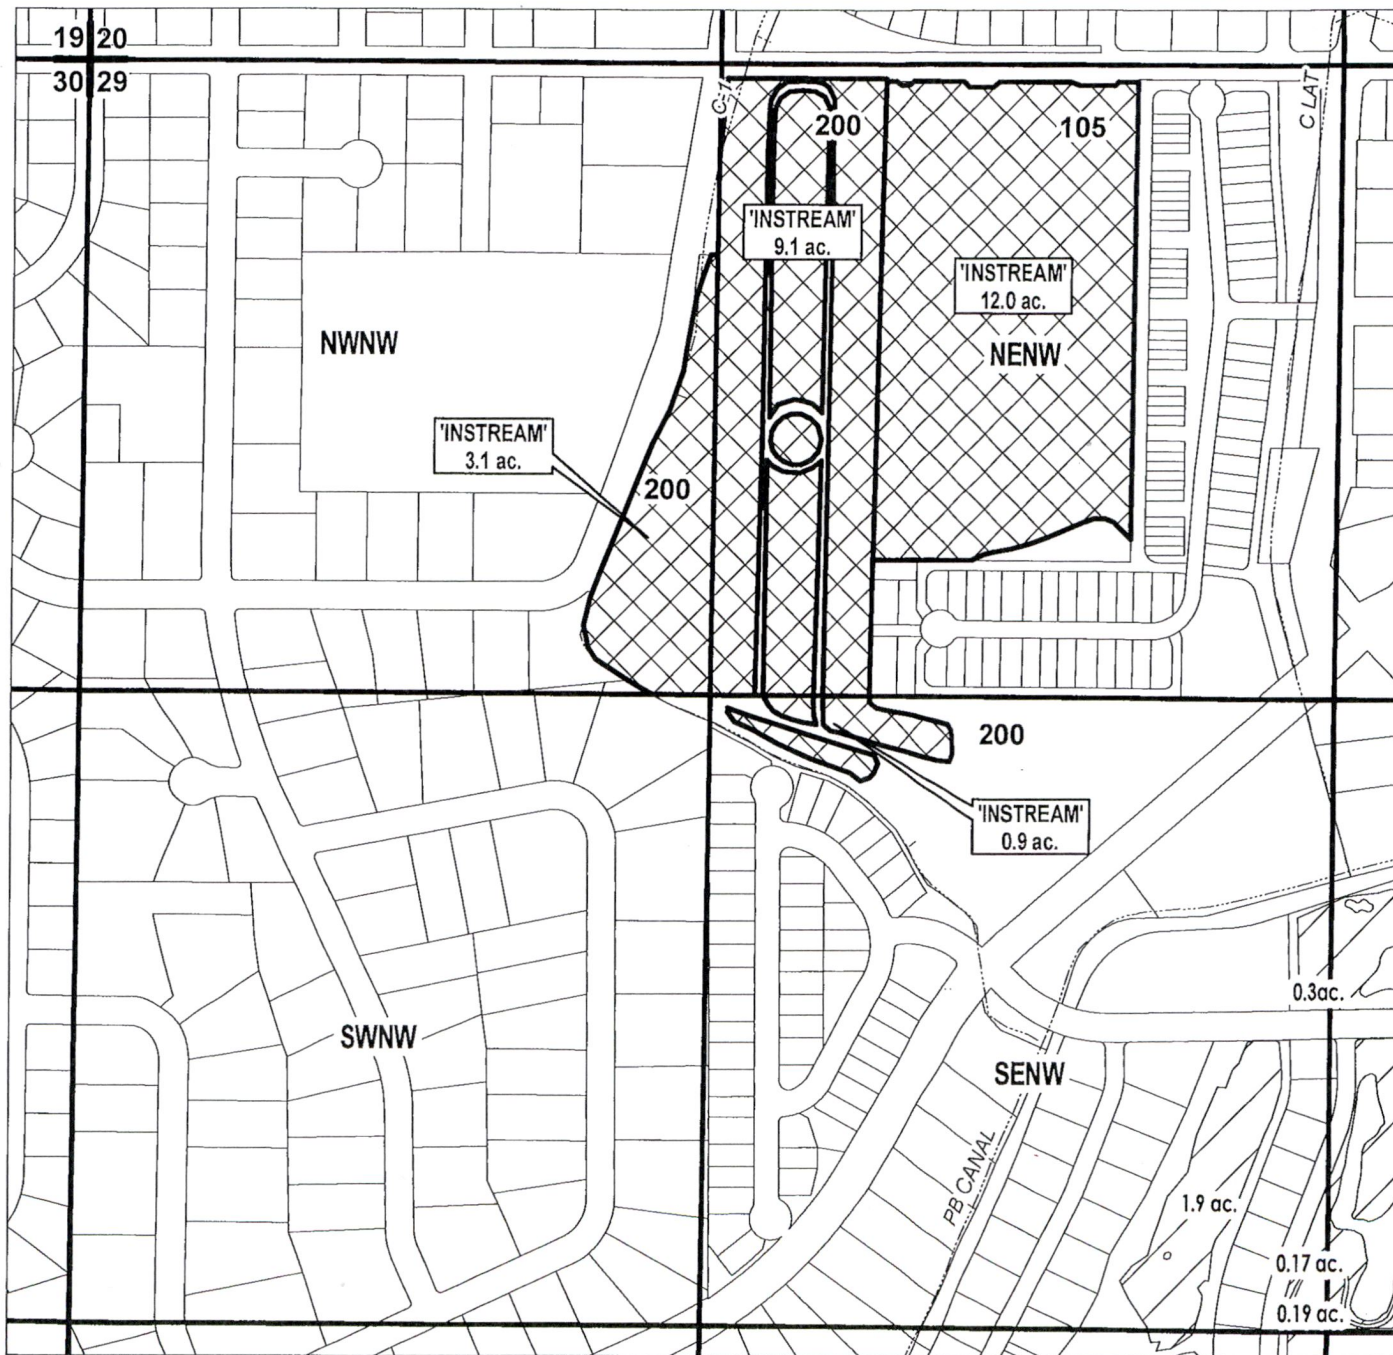 19 20
30 29
C-1
C LAT
200
105
'INSTREAM'
9.1 ac.
'INSTREAM'
12.0 ac.
NWNW
NENW
'INSTREAM'
3.1 ac.
200
200
'INSTREAM'
0.9 ac.
0.3ac.
SWNW
SENW
PB CANAL
1.9 ac.
0.17 ac.
0.19 ac.